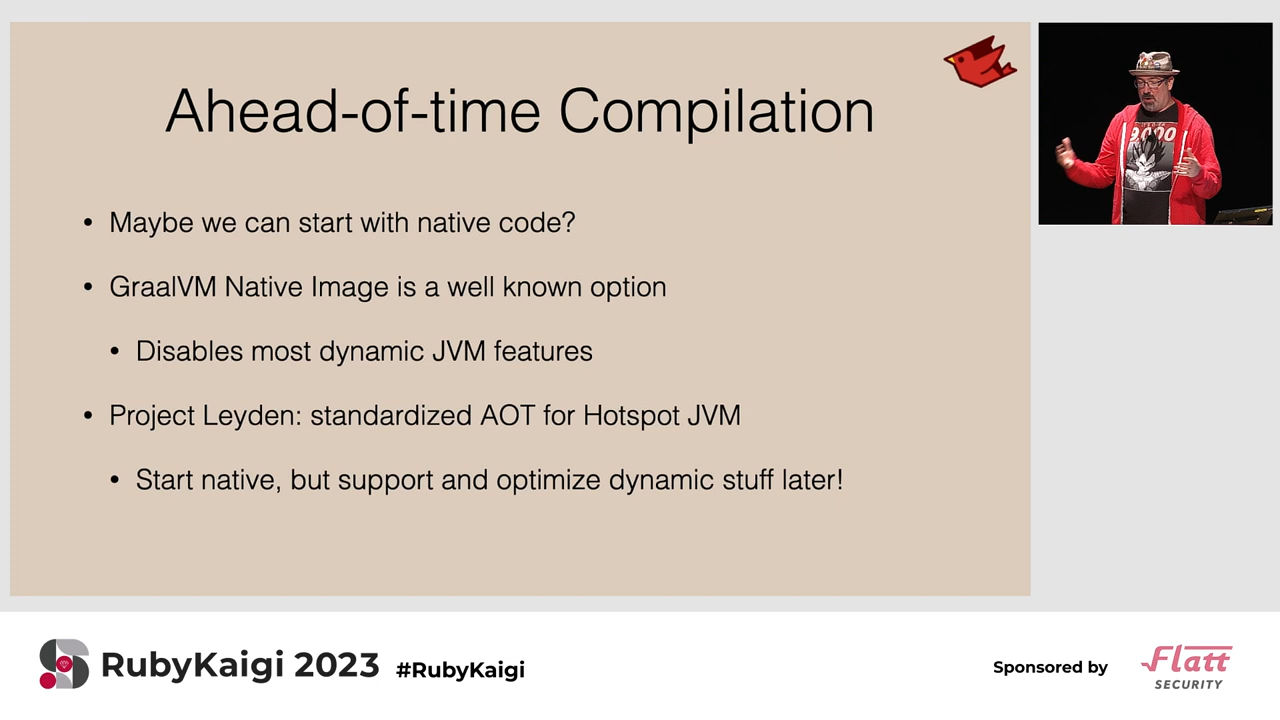 Ahead-of-time Compilation
• Maybe we can start with native code?
• GraalVM Native Image is a well known option
• Disables most dynamic JVM features
• Project Leyden: standardized AOT for Hotspot JVM
• Start native, but support and optimize dynamic stuff later!
9000
RubyKaigi 2023 #RubyKaigi
Sponsored by
Flatt
SECURITY